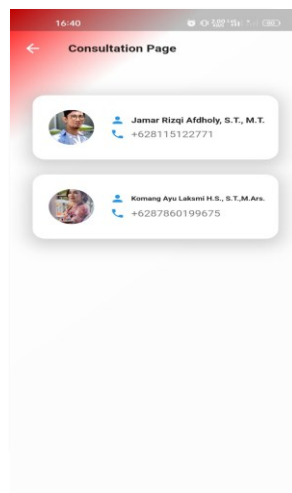 16:40
Consultation Page
Jamar Rizqi Afdholy, S.T., M.T.
+628115122771
Komang Ayu Laksmi H.S., S.T.,M.Ars.
+6287860199675